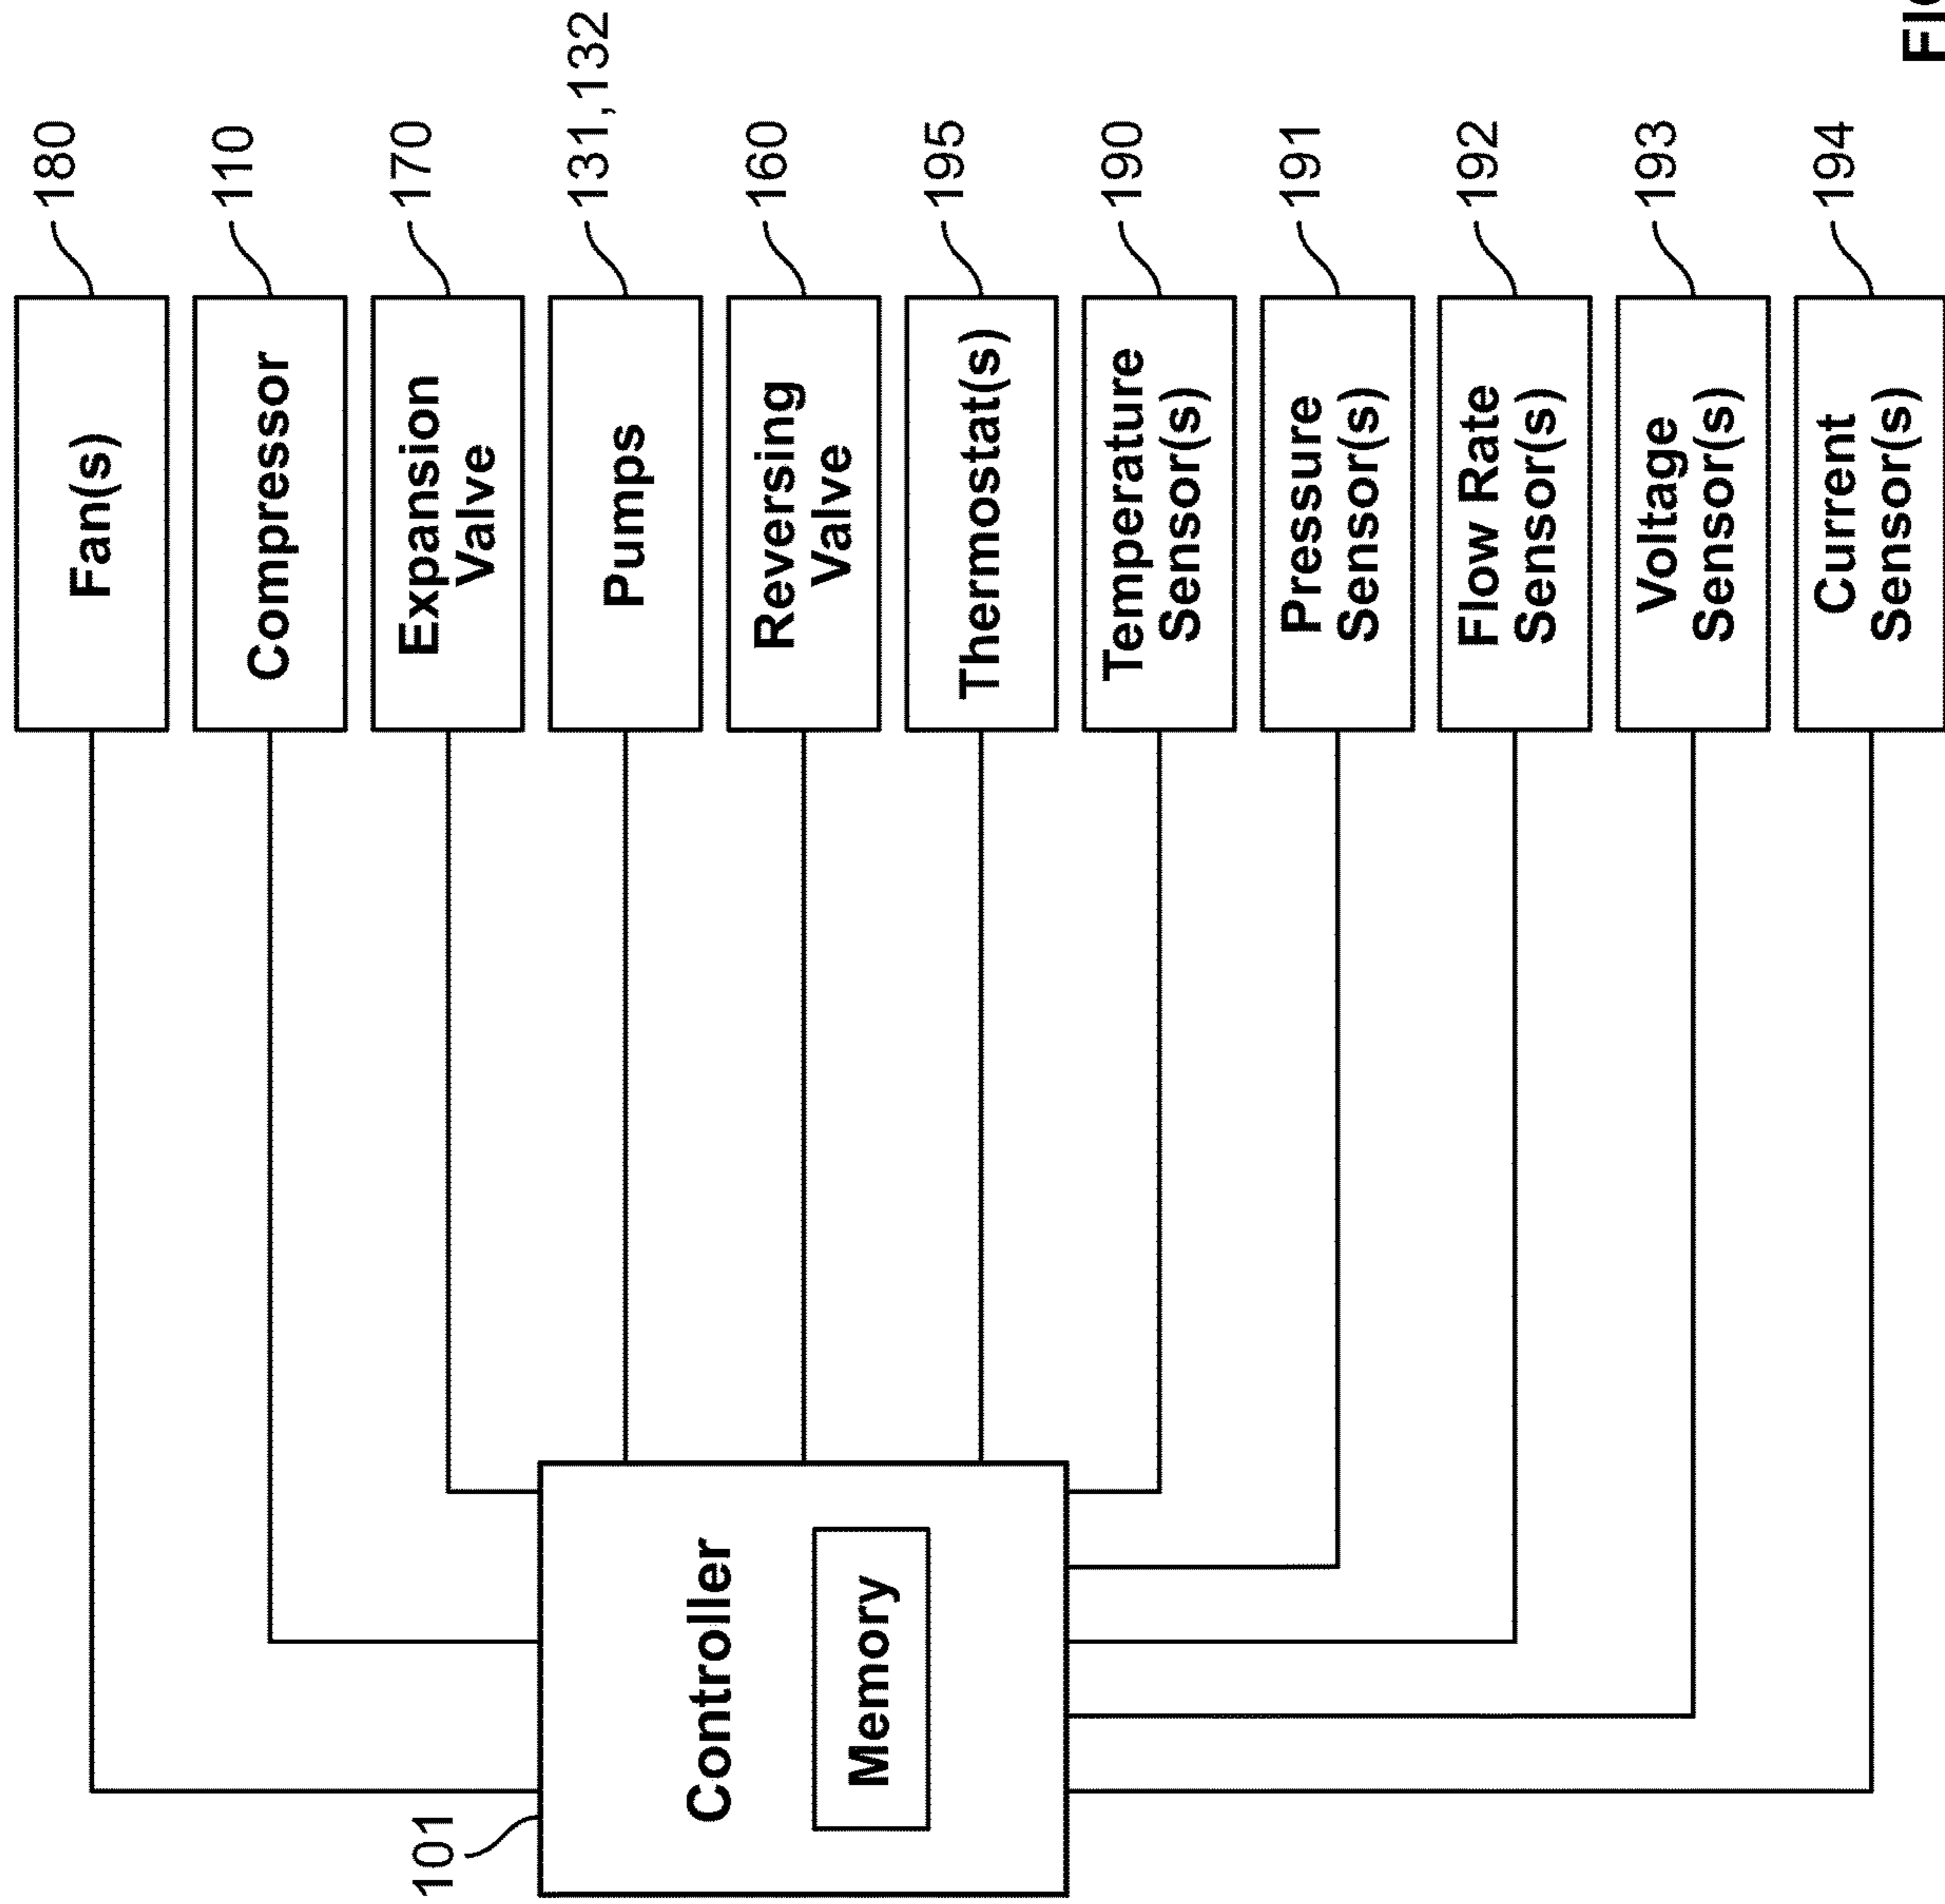 Fan(s)
180
Compressor
110
Expansion
Valve
170
101
Pumps
131,132
Controller
Reversing
Valve
160
Memory
Thermostat(s)
195
Temperature
Sensor(s)
190
Pressure
Sensor(s)
191
Flow Rate
Sensor(s)
192
Voltage
Sensor(s)
193
Current
Sensor(s)
194